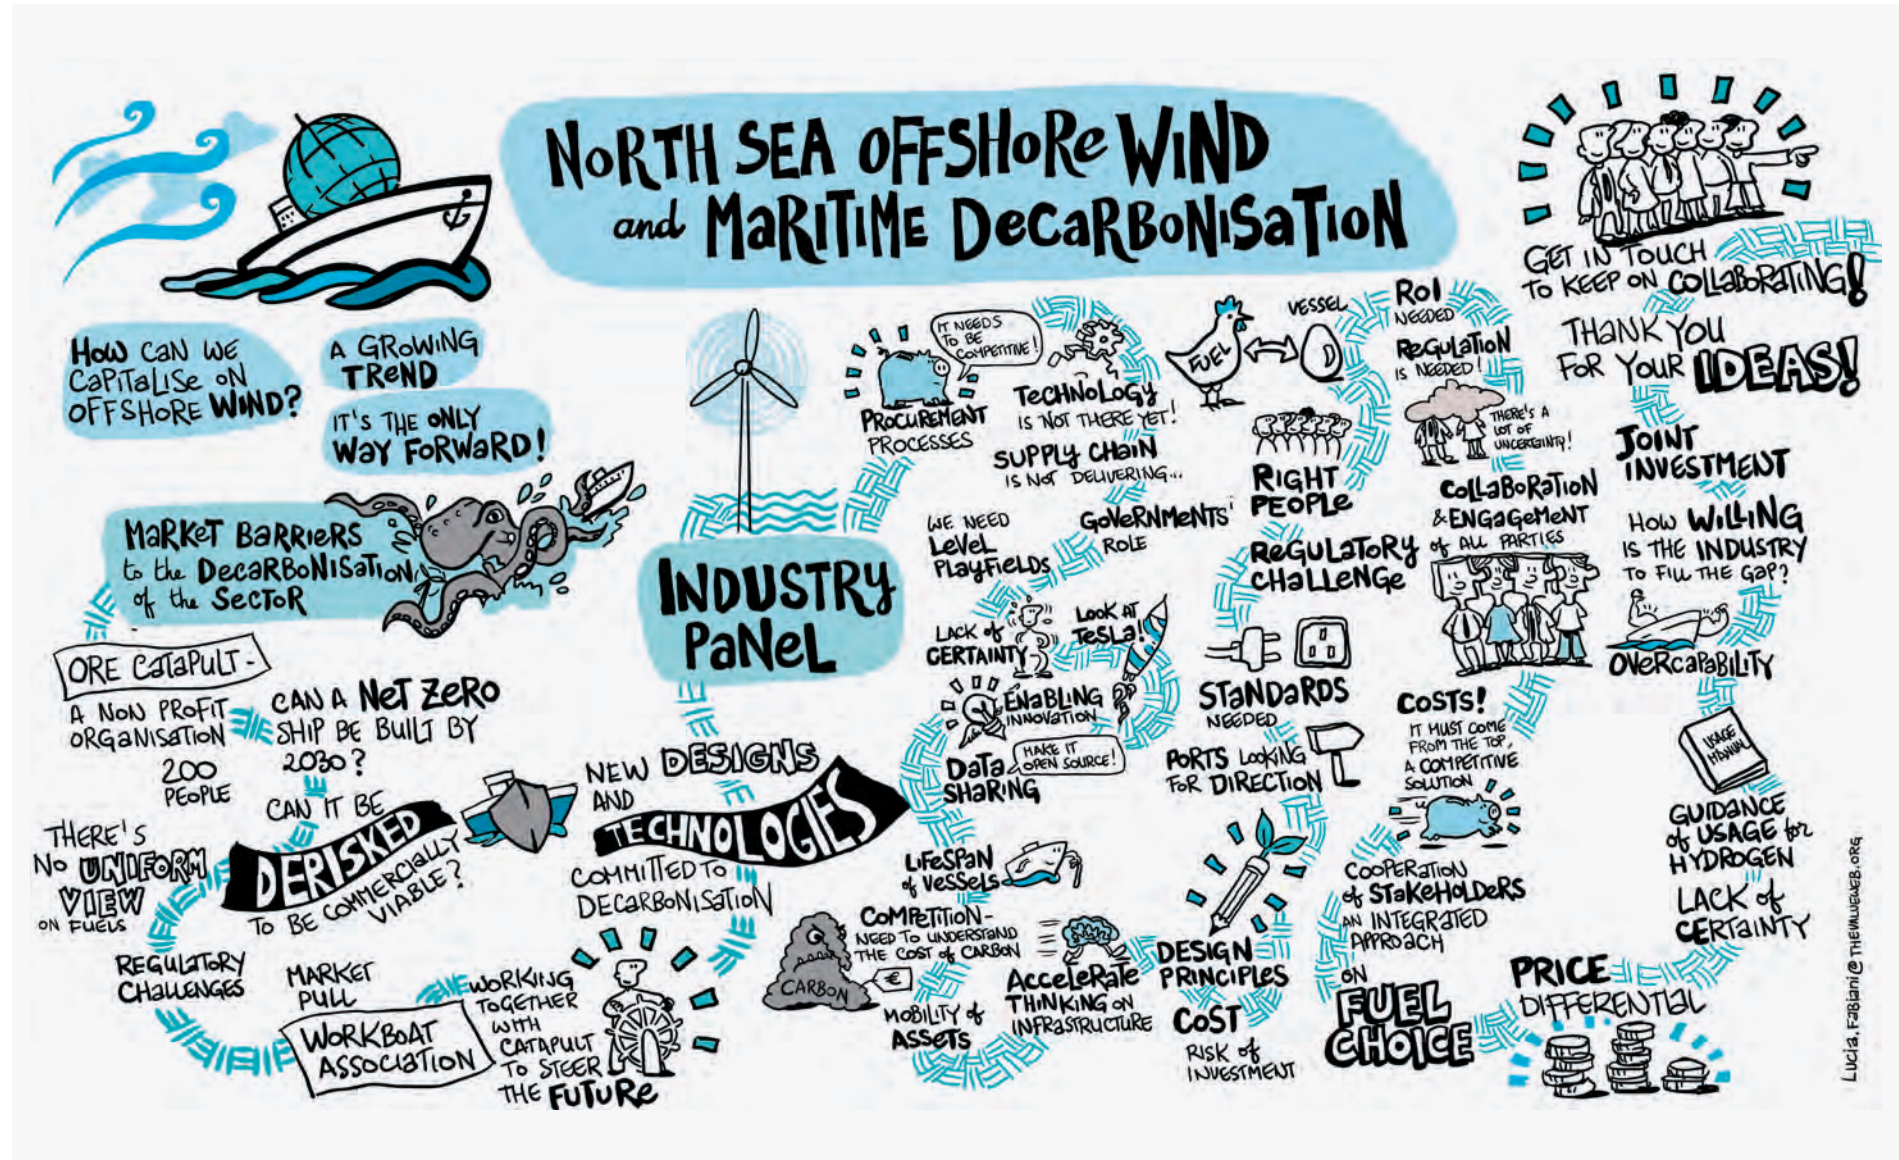 NORTH SEA OFFSHORE WIND
and MARITIME DECARBONISATION
HOW CAN WE
CAPITALISE ON
OFFSHORE WIND?
A GROWING
TREND
IT'S THE ONLY
WAY FORWARD!
MARKET BARRIERS
to the DECARBONISATION
of the SECTOR
ORE CATAPULT-
A NON PROFIT
ORGANISATION
200
PEOPLE
CAN A NET ZERO
SHIP BE BUILT BY
2030?
CAN IT BE
DERISKED
TO BE COMMERCIALLY
VIABLE?
THERE'S
NO UNIFORM
VIEW
ON FUELS
REGULATORY
CHALLENGES
MARKET
PULL
WORKBOAT
ASSOCIATION
WORKING
TOGETHER
WITH
CATAPULT
TO STEER
THE FUTURE
NEW DESIGNS
AND
TECHNOLOGIES
COMMITTED TO
DECARBONISATION
INDUSTRY
PANEL
PROCUREMENT
PROCESSES
IT NEEDS
TO BE
COMPETITIVE!
TECHNOLOGY
IS NOT THERE YET!
SUPPLY CHAIN
IS NOT DELIVERING...
GOVERNMENTS'
ROLE
WE NEED
LEVEL
PLAYFIELDS
LACK of
CERTAINTY
LOOK AT
TESLA!
ENABLING
INNOVATION
DATA
SHARING
MAKE IT
OPEN SOURCE!
LIFESPAN
of VESSELS
COMPETITION-
NEED TO UNDERSTAND
THE COST of CARBON
CARBON
€
MOBILITY of
ASSETS
ACCELERATE
THINKING ON
INFRASTRUCTURE
DESIGN
PRINCIPLES
COST
RISK of
INVESTMENT
PORTS LOOKING
FOR DIRECTION
STANDARDS
NEEDED
REGULATORY
CHALLENGE
RIGHT
PEOPLE
FUEL
VESSEL
ROI
NEEDED
REGULATION
IS NEEDED!
THERE'S A
LOT OF
UNCERTAINTY!
COLLABORATION
& ENGAGEMENT
of ALL PARTIES
COSTS!
IT MUST COME
FROM THE TOP,
A COMPETITIVE
SOLUTION
COOPERATION
of STAKEHOLDERS
AN INTEGRATED
APPROACH
ON
FUEL
CHOICE
PRICE
DIFFERENTIAL
LACK of
CERTAINTY
GUIDANCE
of USAGE for
HYDROGEN
USAGE
MANUAL
OVERCAPABILITY
HOW WILLING
IS THE INDUSTRY
TO FILL THE GAP?
JOINT
INVESTMENT
THANK YOU
FOR YOUR IDEAS!
GET IN TOUCH
TO KEEP ON COLLABORATING!
LUCIA.FABIANI@THEVALUEWEB.ORG